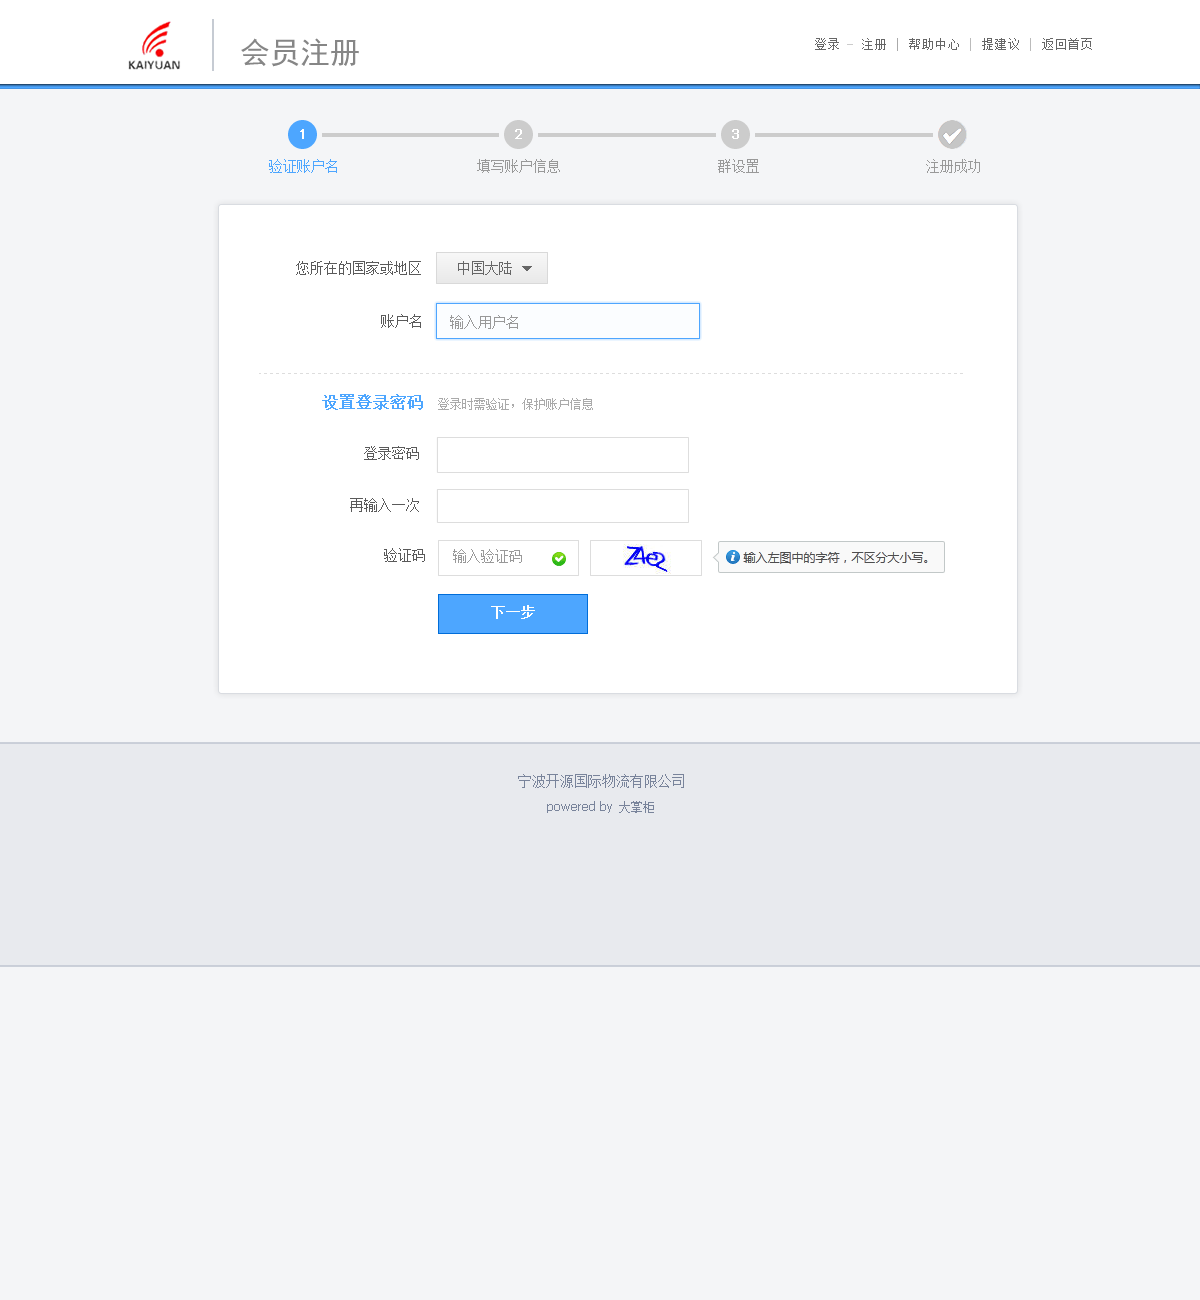 KAIYUAN
会员注册
登录 － 注册 ｜ 帮助中心 ｜ 提建议 ｜ 返回首页
1 2 3
验证账户名 填写账户信息 群设置 注册成功
您所在的国家或地区 中国大陆
账户名 输入用户名
设置登录密码 登录时需验证，保护账户信息
登录密码
再输入一次
验证码 输入验证码 ZAeQ 输入左图中的字符，不区分大小写。
下一步
宁波开源国际物流有限公司
powered by 大掌柜